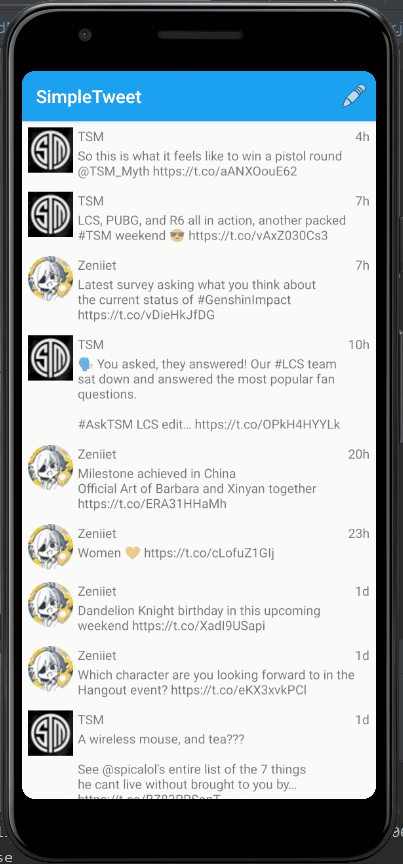 SimpleTweet
TSM 4h
So this is what it feels like to win a pistol round
@TSM_Myth https://t.co/aANXOouE62
TSM 7h
LCS, PUBG, and R6 all in action, another packed
#TSM weekend 😎 https://t.co/vAxZ030Cs3
Zeniiet 7h
Latest survey asking what you think about
the current status of #GenshinImpact
https://t.co/vDieHkJfDG
TSM 10h
🗣️ You asked, they answered! Our #LCS team
sat down and answered the most popular fan
questions.
#AskTSM LCS edit… https://t.co/OPkH4HYYLk
Zeniiet 20h
Milestone achieved in China
Official Art of Barbara and Xinyan together
https://t.co/ERA31HHaMh
Zeniiet 23h
Women 🧡 https://t.co/cLofuZ1GIj
Zeniiet 1d
Dandelion Knight birthday in this upcoming
weekend https://t.co/XadI9USapi
Zeniiet 1d
Which character are you looking forward to in the
Hangout event? https://t.co/eKX3xvkPCl
TSM 1d
A wireless mouse, and tea???
See @spicalol's entire list of the 7 things
he cant live without brought to you by…